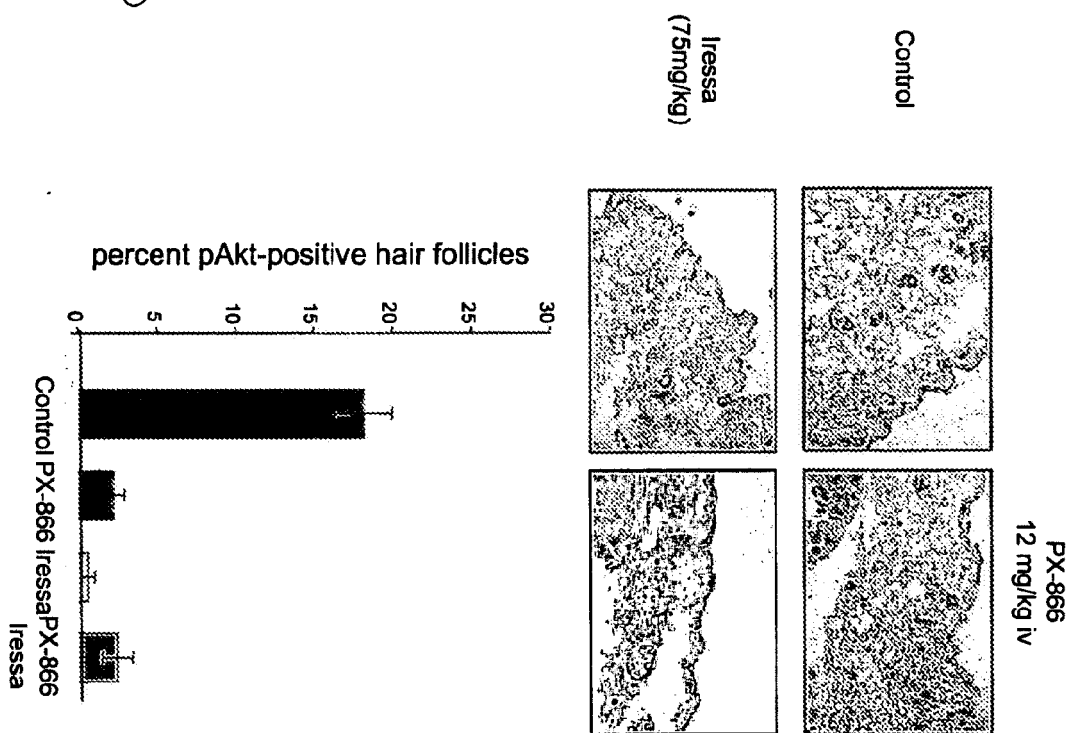 PX-866
12 mg/kg iv
Control
Iressa
(75mg/kg)
percent pAkt-positive hair follicles
30
25
20
15
10
5
0
Control PX-866 IressaPX-866
Iressa